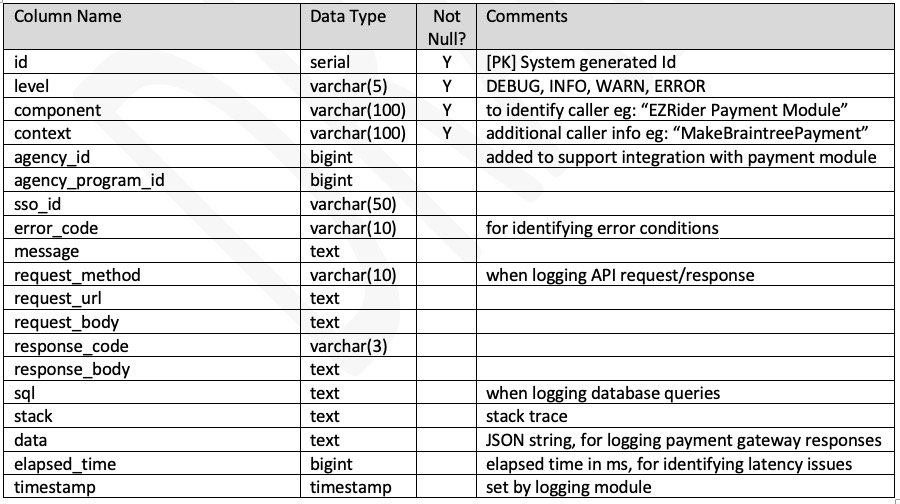 Column Name Data Type Not Null? Comments
id serial Y [PK] System generated Id
level varchar(5) Y DEBUG, INFO, WARN, ERROR
component varchar(100) Y to identify caller eg: “EZRider Payment Module”
context varchar(100) Y additional caller info eg: “MakeBraintreePayment”
agency_id bigint added to support integration with payment module
agency_program_id bigint
sso_id varchar(50)
error_code varchar(10) for identifying error conditions
message text
request_method varchar(10) when logging API request/response
request_url text
request_body text
response_code varchar(3)
response_body text
sql text when logging database queries
stack text stack trace
data text JSON string, for logging payment gateway responses
elapsed_time bigint elapsed time in ms, for identifying latency issues
timestamp timestamp set by logging module